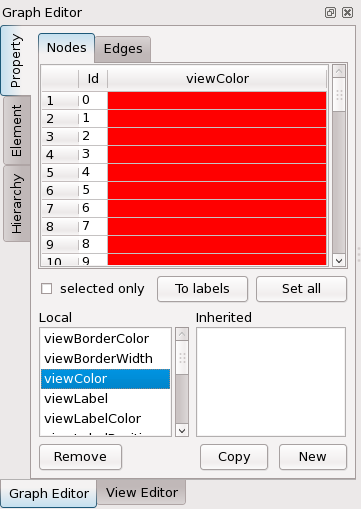 Graph Editor
Property
Element
Hierarchy
Nodes Edges
Id viewColor
1 0
2 1
3 2
4 3
5 4
6 5
7 6
8 7
9 8
10 9
selected only To labels Set all
Local Inherited
viewBorderColor
viewBorderWidth
viewColor
viewLabel
viewLabelColor
viewLabelPositio
Remove Copy New
Graph Editor View Editor